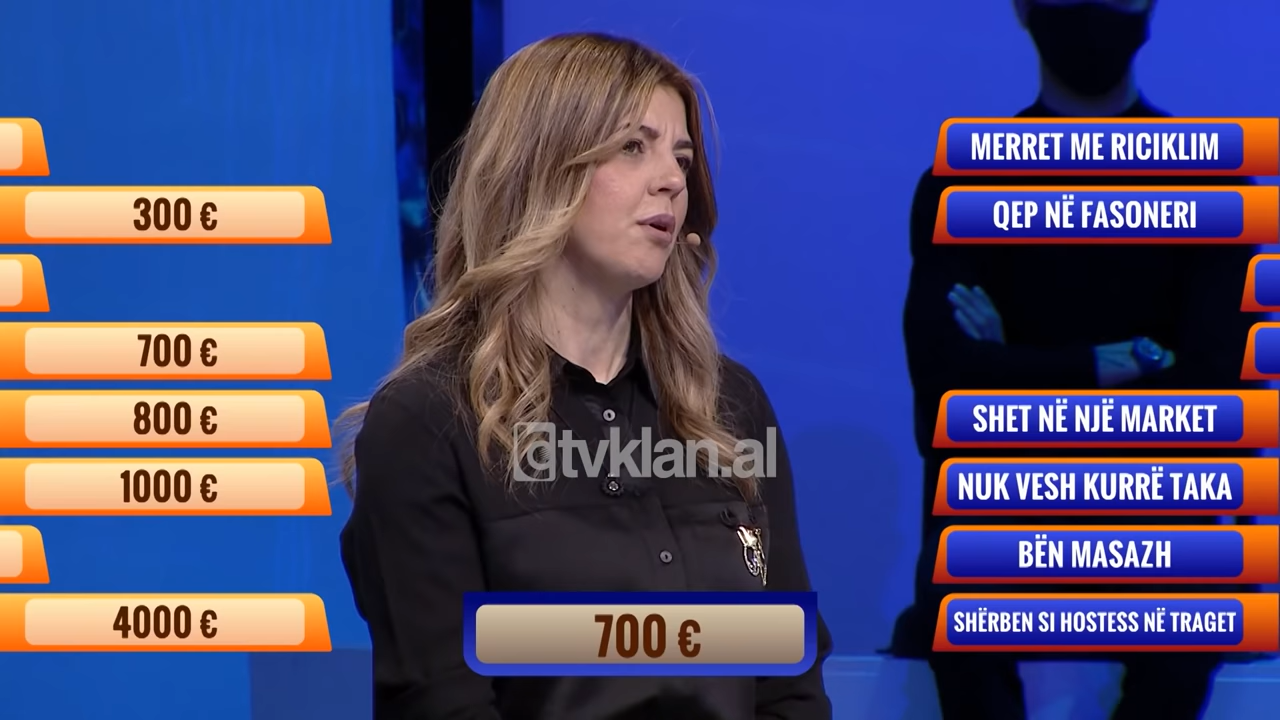 300 €
700 €
800 €
1000 €
4000 €
MERRET ME RICIKLIM
QEP NË FASONERI
SHET NË NJË MARKET
NUK VESH KURRË TAKA
BËN MASAZH
SHËRBEN SI HOSTESS NË TRAGET
tvklan.al
700 €